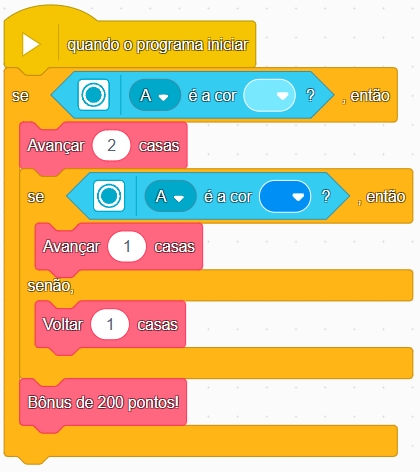 quando o programa iniciar
se A é a cor ? , então
Avançar 2 casas
se A é a cor ? , então
Avançar 1 casas
senão,
Voltar 1 casas
Bônus de 200 pontos!